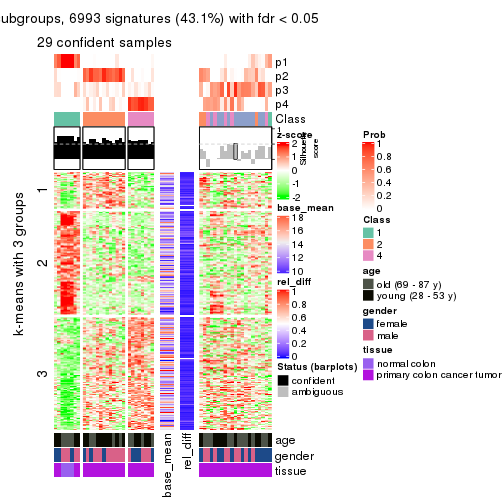 ubgroups, 6993 signatures (43.1%) with fdr < 0.05
29 confident samples
p1
p2
p3
p4
Class
1
Silhouette
score
k-means with 3 groups
1
2
3
z-score
2
1
0
-1
-2
base_mean
18
16
14
12
10
rel_diff
1
0.8
0.6
0.4
0.2
0
Status (barplots)
confident
ambiguous
Prob
1
0.8
0.6
0.4
0.2
0
Class
1
2
4
age
old (69 - 87 y)
young (28 - 53 y)
gender
female
male
tissue
normal colon
primary colon cancer tumor
age
gender
tissue
base_mean
rel_diff